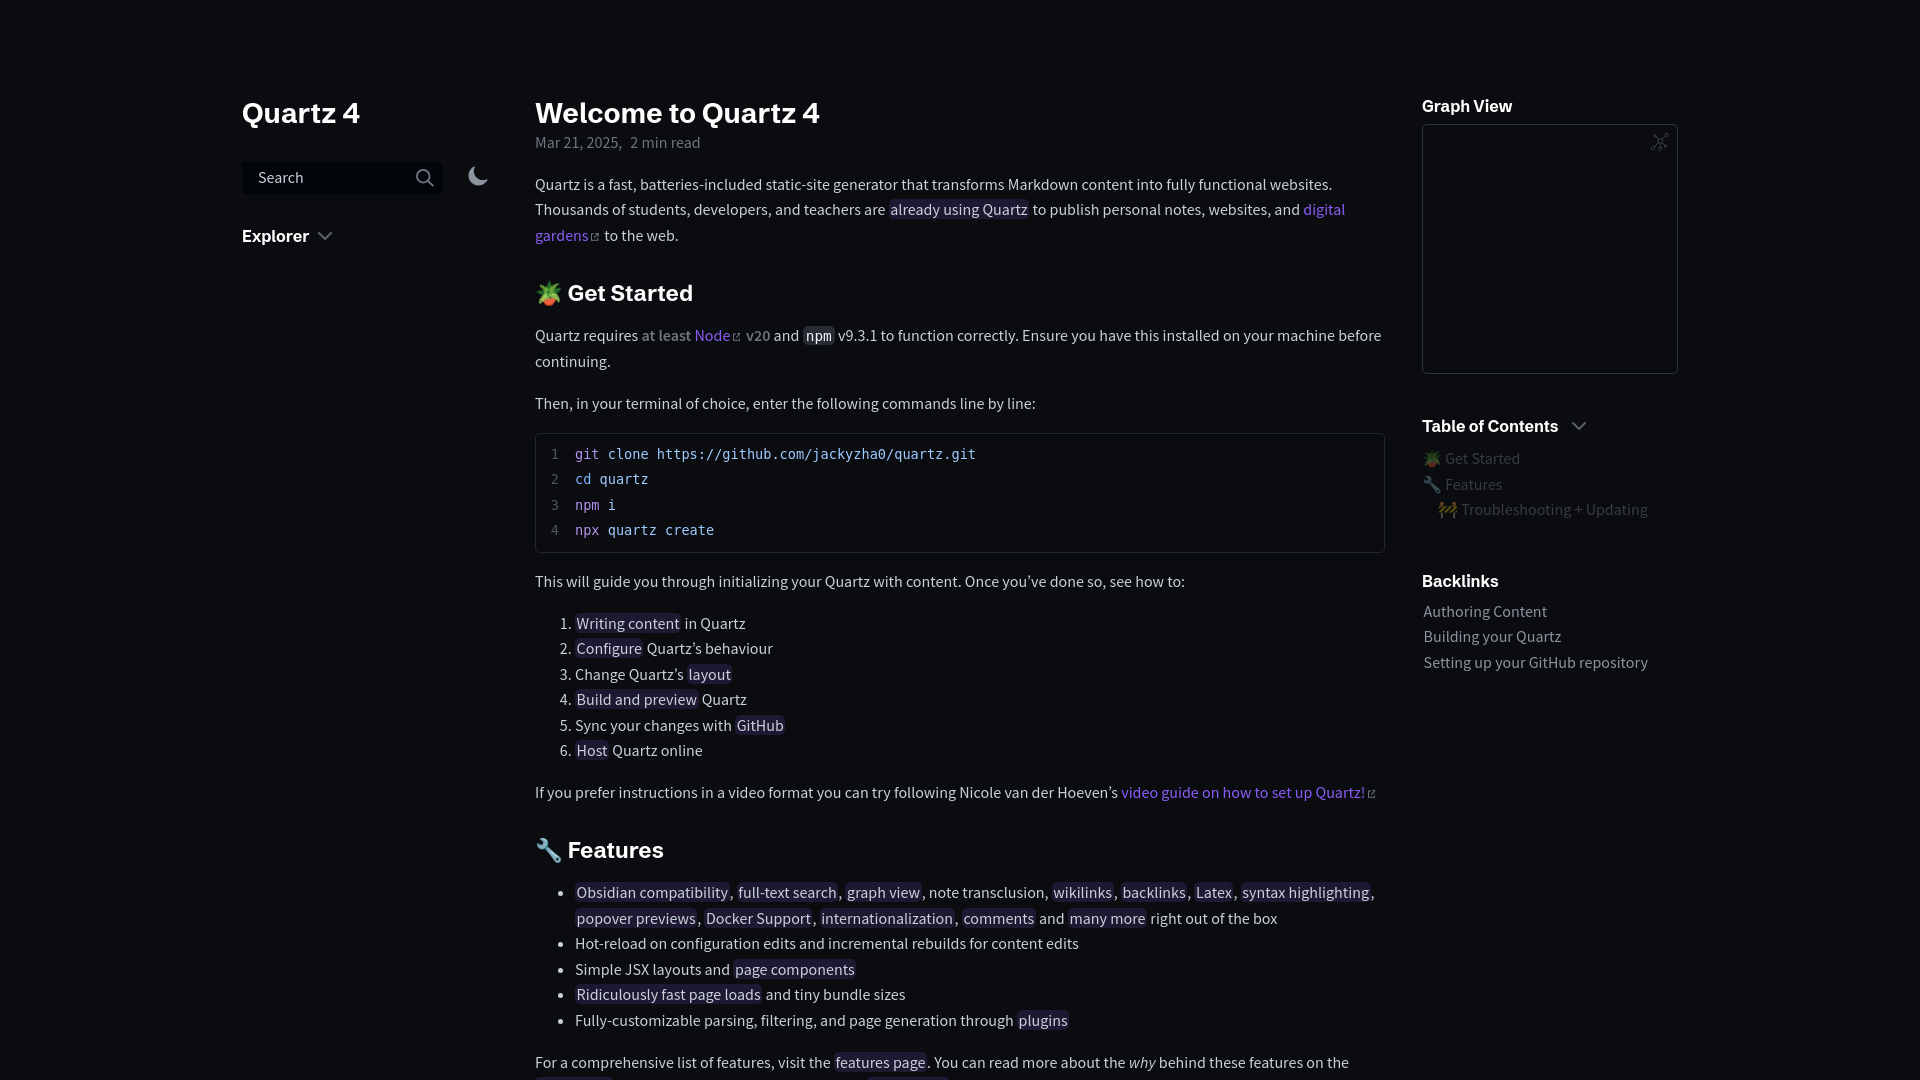 Quartz 4
Search
Explorer
Welcome to Quartz 4
Mar 21, 2025, 2 min read
Quartz is a fast, batteries-included static-site generator that transforms Markdown content into fully functional websites.
Thousands of students, developers, and teachers are already using Quartz to publish personal notes, websites, and digital
gardens to the web.
🪴 Get Started
Quartz requires at least Node v20 and npm v9.3.1 to function correctly. Ensure you have this installed on your machine before
continuing.
Then, in your terminal of choice, enter the following commands line by line:
1 git clone https://github.com/jackyzha0/quartz.git
2 cd quartz
3 npm i
4 npx quartz create
This will guide you through initializing your Quartz with content. Once you’ve done so, see how to:
1. Writing content in Quartz
2. Configure Quartz’s behaviour
3. Change Quartz’s layout
4. Build and preview Quartz
5. Sync your changes with GitHub
6. Host Quartz online
If you prefer instructions in a video format you can try following Nicole van der Hoeven’s video guide on how to set up Quartz!
🔧 Features
• Obsidian compatibility, full-text search, graph view, note transclusion, wikilinks, backlinks, Latex, syntax highlighting,
popover previews, Docker Support, internationalization, comments and many more right out of the box
• Hot-reload on configuration edits and incremental rebuilds for content edits
• Simple JSX layouts and page components
• Ridiculously fast page loads and tiny bundle sizes
• Fully-customizable parsing, filtering, and page generation through plugins
For a comprehensive list of features, visit the features page. You can read more about the why behind these features on the
Graph View
Table of Contents
🪴 Get Started
🔧 Features
🚧 Troubleshooting + Updating
Backlinks
Authoring Content
Building your Quartz
Setting up your GitHub repository